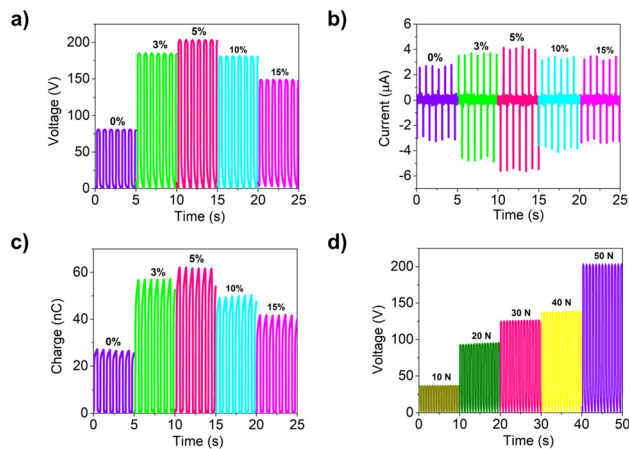 a)
200
150
100
50
0
Voltage (V)
0%
3%
5%
10%
15%
0 5 10 15 20 25
Time (s)
b)
6
4
2
0
-2
-4
-6
Current (μA)
0%
3%
5%
10%
15%
0 5 10 15 20 25
Time (s)
c)
60
40
20
0
Charge (nC)
0%
3%
5%
10%
15%
0 5 10 15 20 25
Time (s)
d)
200
150
100
50
0
Voltage (V)
10 N
20 N
30 N
40 N
50 N
0 10 20 30 40 50
Time (s)